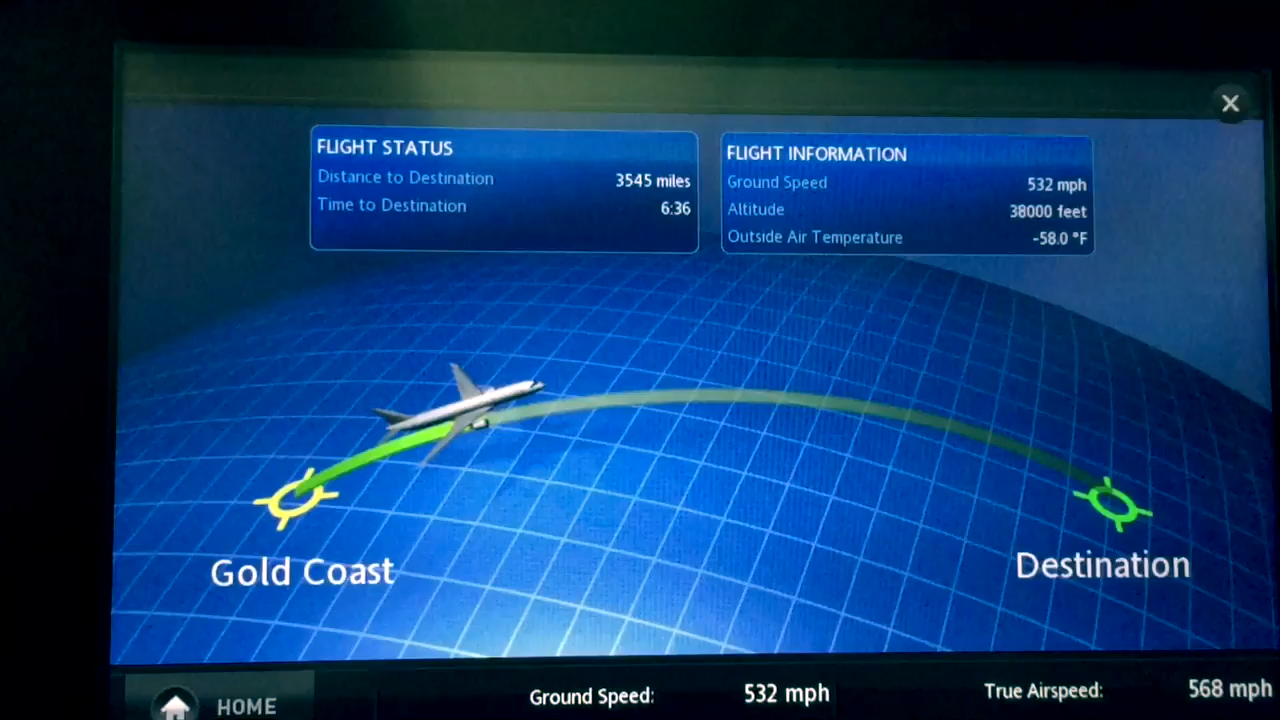 FLIGHT STATUS
Distance to Destination 3545 miles
Time to Destination 6:36
FLIGHT INFORMATION
Ground Speed 532 mph
Altitude 38000 feet
Outside Air Temperature -58.0 °F
Gold Coast
Destination
HOME
Ground Speed: 532 mph
True Airspeed: 568 mph